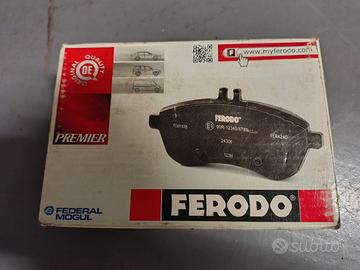 ORIGINAL QUALITY
OE
www.myferodo.com
PREMIER
FERODO
FERODO
FEDERAL
MOGUL
subito